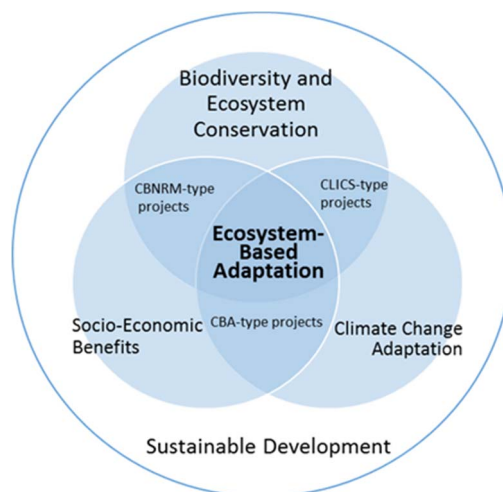 Biodiversity and
Ecosystem
Conservation
CBNRM-type
projects
CLICS-type
projects
Ecosystem-
Based
Adaptation
CBA-type projects
Socio-Economic
Benefits
Climate Change
Adaptation
Sustainable Development